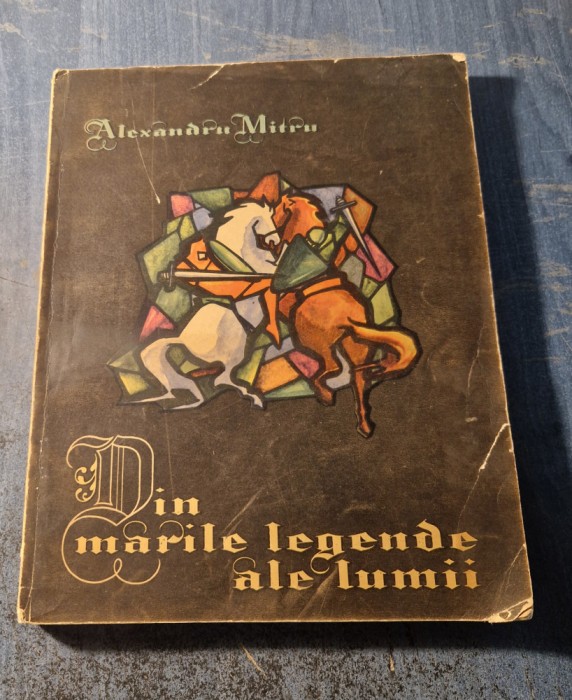 Alexandru Mitru
Din
marile legende
ale lumii